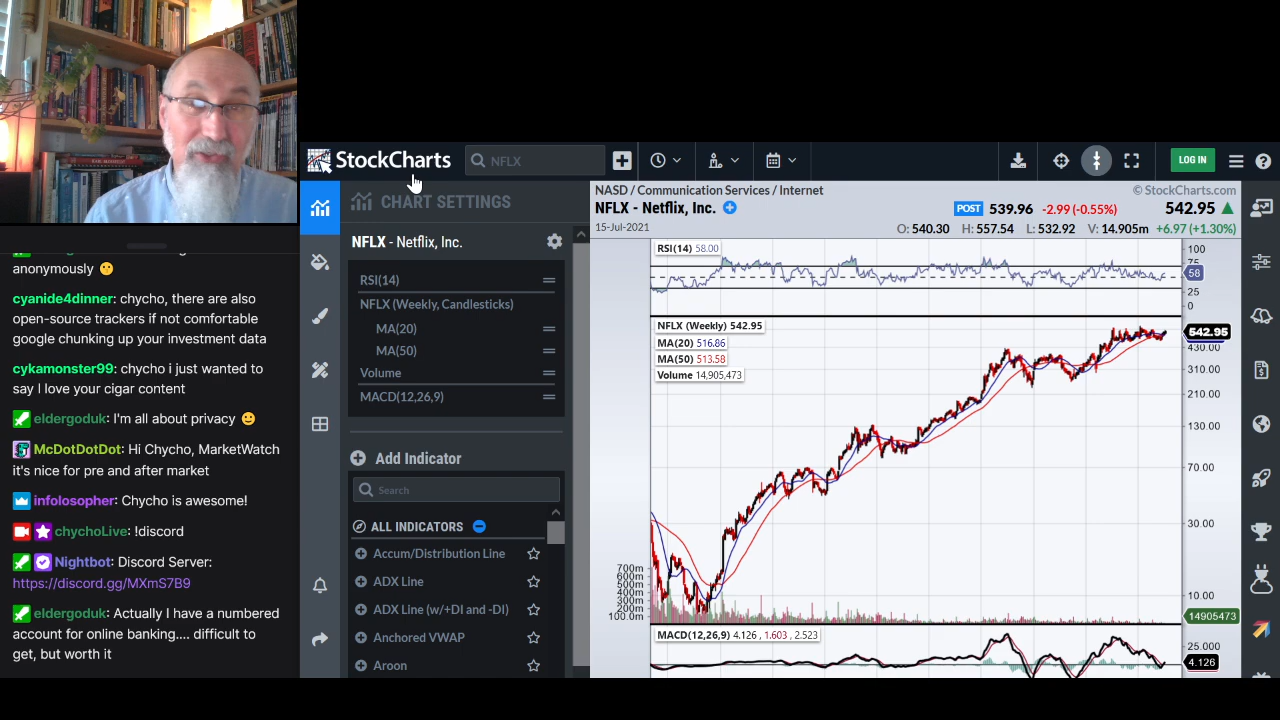 anonymously 😶
cyanide4dinner: chycho, there are also
open-source trackers if not comfortable
google chunking up your investment data
cykamonster99: chycho i just wanted to
say I love your cigar content
eldergoduk: I'm all about privacy 🙂
McDotDotDot: Hi Chycho, MarketWatch
it's nice for pre and after market
infolosopher: Chycho is awesome!
chychoLive: !discord
Nightbot: Discord Server:
https://discord.gg/MXmS7B9
eldergoduk: Actually I have a numbered
account for online banking.... difficult to
get, but worth it
StockCharts
NFLX
LOG IN
CHART SETTINGS
NFLX - Netflix, Inc.
RSI(14)
NFLX (Weekly, Candlesticks)
MA(20)
MA(50)
Volume
MACD(12,26,9)
Add Indicator
Search
ALL INDICATORS
Accum/Distribution Line
ADX Line
ADX Line (w/+DI and -DI)
Anchored VWAP
Aroon
NASD / Communication Services / Internet
© StockCharts.com
NFLX - Netflix, Inc.
POST 539.96 -2.99 (-0.55%) 542.95
15-Jul-2021
O: 540.30 H: 557.54 L: 532.92 V: 14.905m +6.97 (+1.30%)
RSI(14) 58.00
100
75
58
25
0
NFLX (Weekly) 542.95
MA(20) 516.86
MA(50) 513.58
Volume 14,905,473
542.95
430.00
310.00
210.00
130.00
70.00
30.00
10.00
700m
600m
500m
400m
300m
200m
100.0m
14905473
MACD(12,26,9) 4.126 , 1.603 , 2.523
25.000
4.126